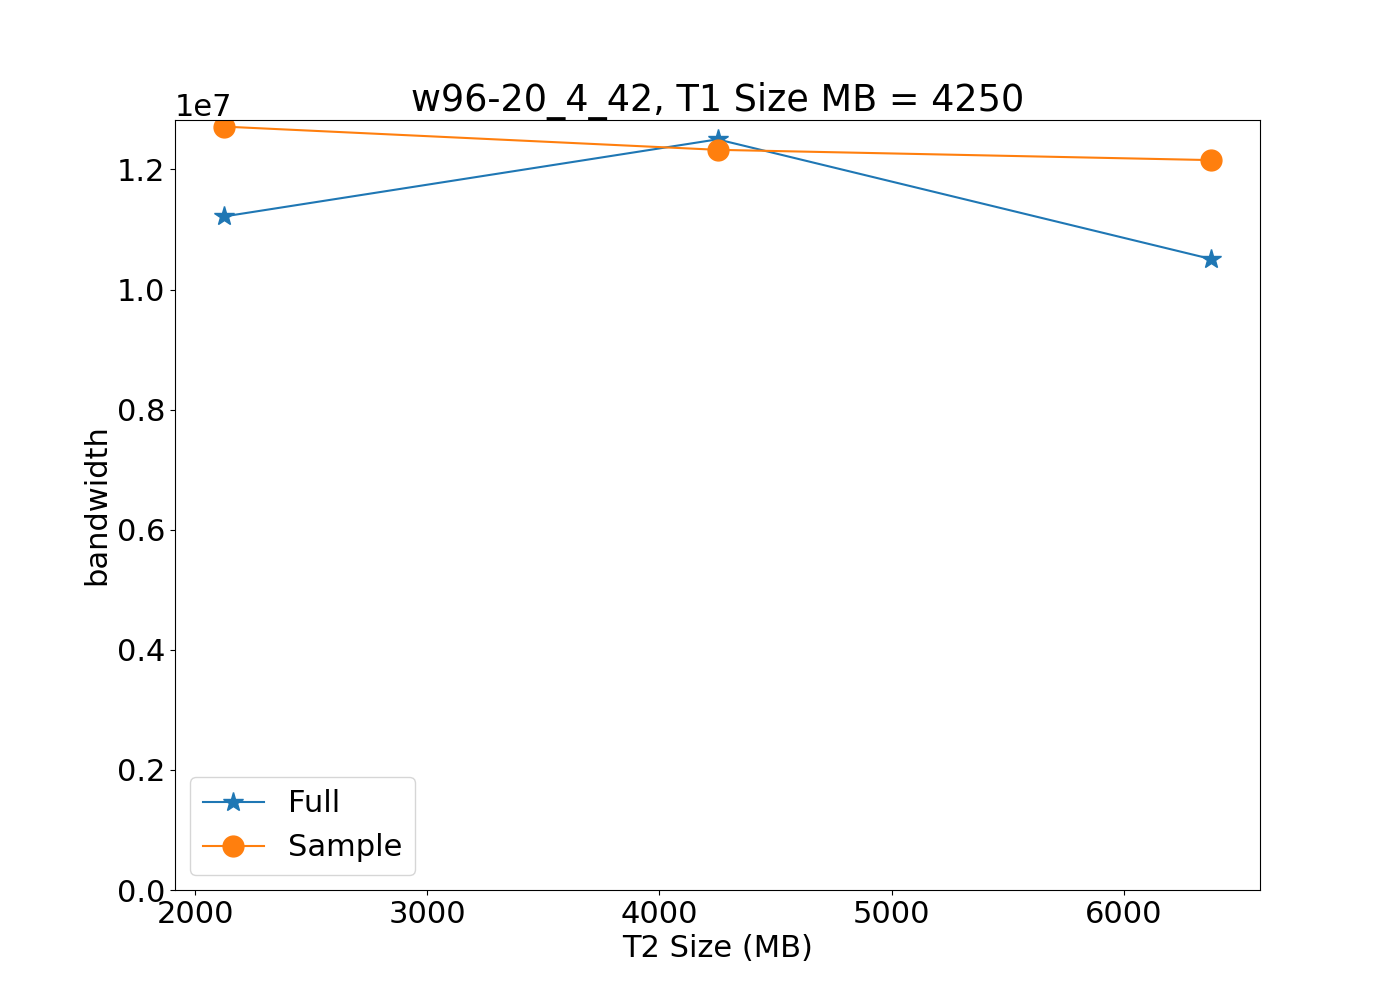 w96-20_4_42, T1 Size MB = 4250
1e7
1.2
1.0
0.8
0.6
0.4
0.2
0.0
bandwidth
Full
Sample
2000 3000 4000 5000 6000
T2 Size (MB)